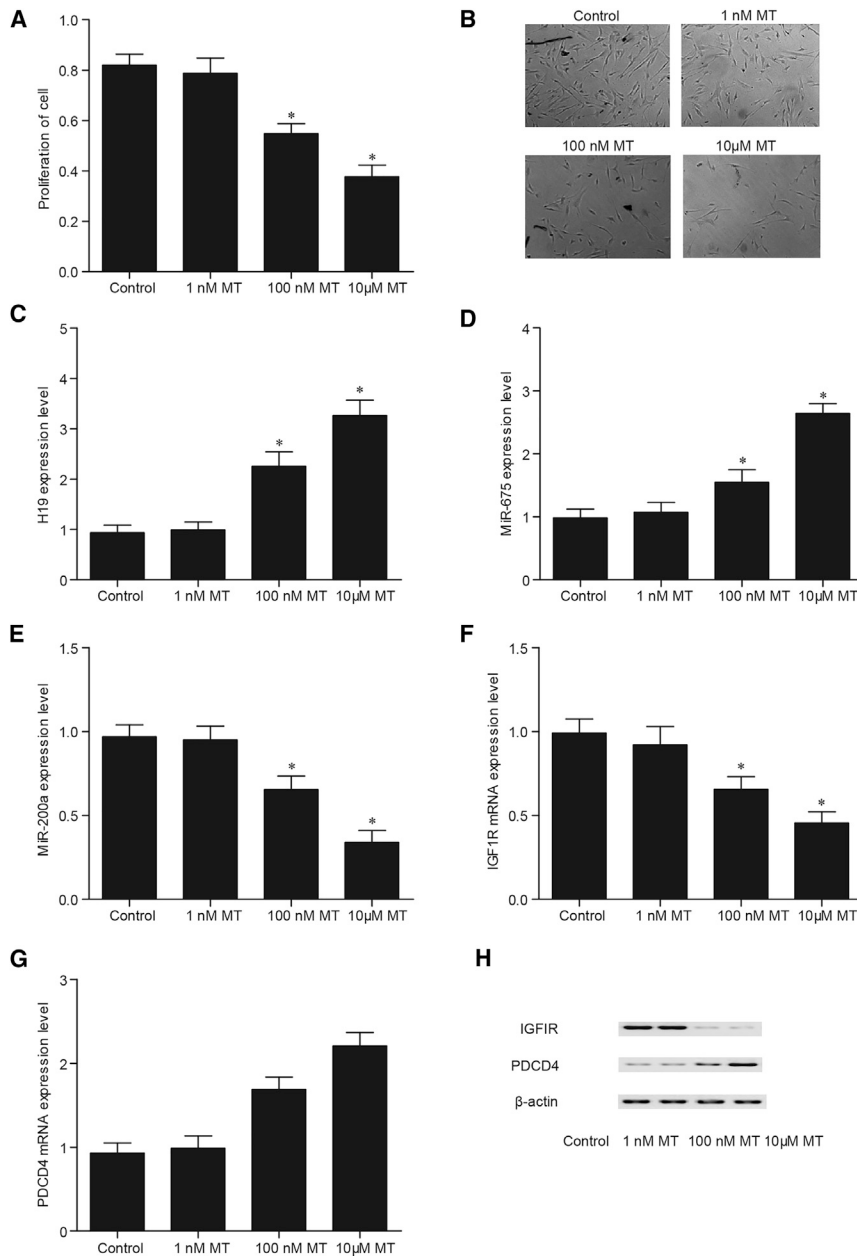 A
Proliferation of cell
1.0
0.8
0.6
0.4
0.2
0.0
*
*
Control 1 nM MT 100 nM MT 10μM MT
B
Control 1 nM MT
100 nM MT 10μM MT
C
H19 expression level
5
4
3
2
1
0
*
*
Control 1 nM MT 100 nM MT 10μM MT
D
MiR-675 expression level
4
3
2
1
0
*
*
Control 1 nM MT 100 nM MT 10μM MT
E
MiR-200a expression level
1.5
1.0
0.5
0.0
*
*
Control 1 nM MT 100 nM MT 10μM MT
F
IGF1R mRNA expression level
1.5
1.0
0.5
0.0
*
*
Control 1 nM MT 100 nM MT 10μM MT
G
PDCD4 mRNA expression level
3
2
1
0
Control 1 nM MT 100 nM MT 10μM MT
H
IGFIR
PDCD4
β-actin
Control 1 nM MT 100 nM MT 10μM MT